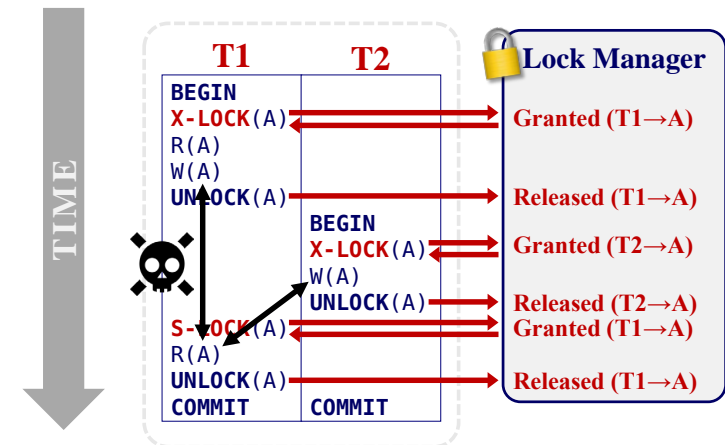 TIME
T1 T2
Lock Manager
BEGIN
X-LOCK(A) Granted (T1→A)
R(A)
W(A)
UNLOCK(A) Released (T1→A)
BEGIN
X-LOCK(A) Granted (T2→A)
W(A)
UNLOCK(A) Released (T2→A)
S-LOCK(A) Granted (T1→A)
R(A)
UNLOCK(A) Released (T1→A)
COMMIT COMMIT